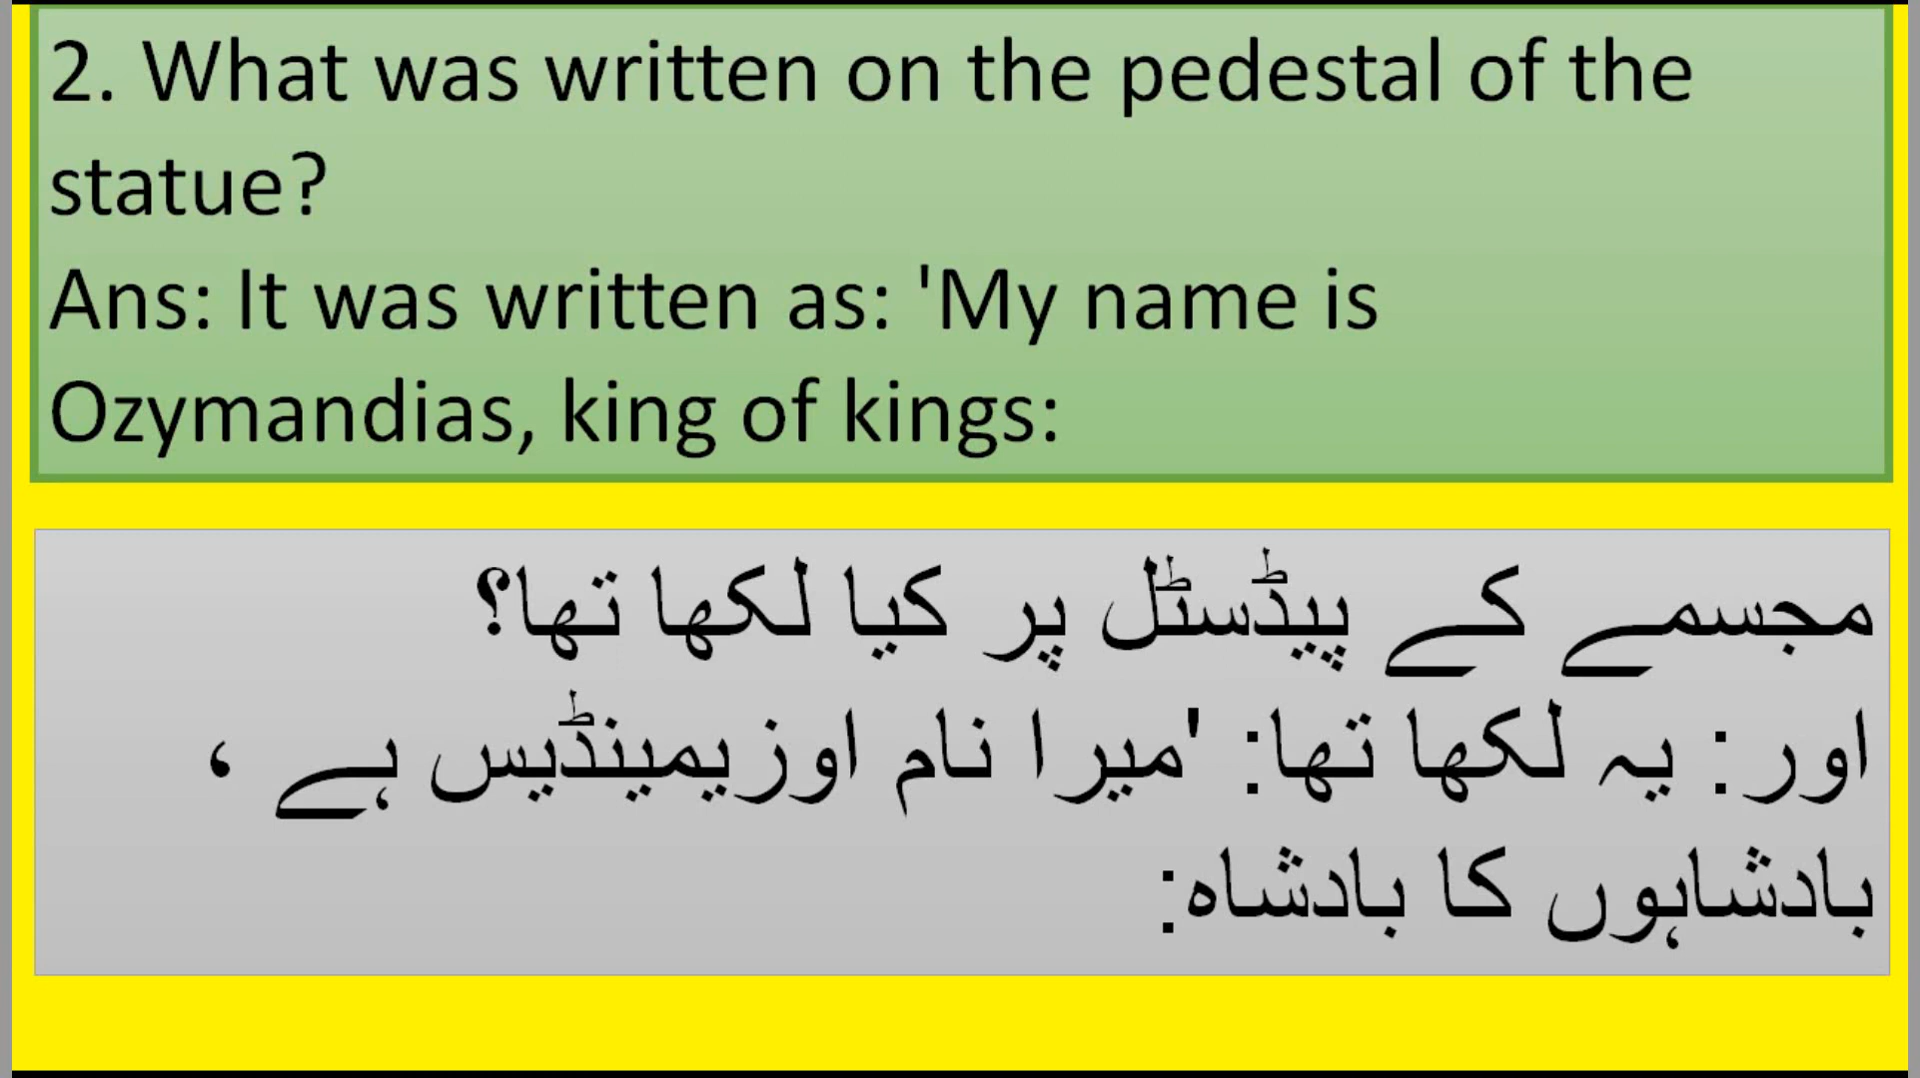 2. What was written on the pedestal of the
statue?
Ans: It was written as: 'My name is
Ozymandias, king of kings:
مجسمے کے پیڈسٹل پر کیا لکھا تھا؟
اور: یہ لکھا تھا: 'میرا نام اوزیمینڈیس ہے ،
بادشاہوں کا بادشاہ: